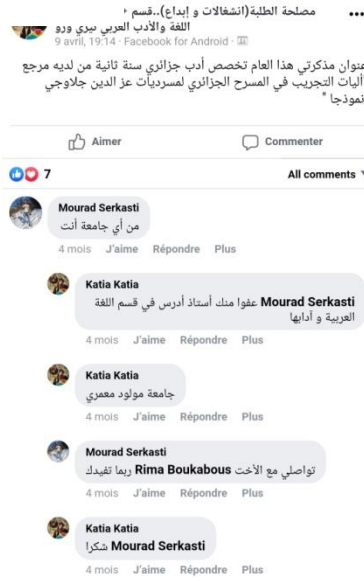 مصلحة الطلبة(انشغالات و إبداع)..قسم
اللغة والأدب العربي تيزي وزو
9 avril, 19:14 · Facebook for Android ·
عنوان مذكرتي هذا العام تخصص أدب جزائري سنة ثانية من لديه مرجع
آليات التجريب في المسرح الجزائري لمسرديات عز الدين جلاوجي
نموذجا "
Aimer
Commenter
7
All comments
Mourad Serkasti
من أي جامعة أنت
4 mois J'aime Répondre Plus
Katia Katia
Mourad Serkasti عفوا منك أستاذ أدرس في قسم اللغة
العربية و آدابها
4 mois J'aime Répondre Plus
Katia Katia
جامعة مولود معمري
4 mois J'aime Répondre Plus
Mourad Serkasti
تواصلي مع الأخت Rima Boukabous ربما تفيدك
4 mois J'aime Répondre Plus
Katia Katia
Mourad Serkasti شكرا
4 mois J'aime Répondre Plus